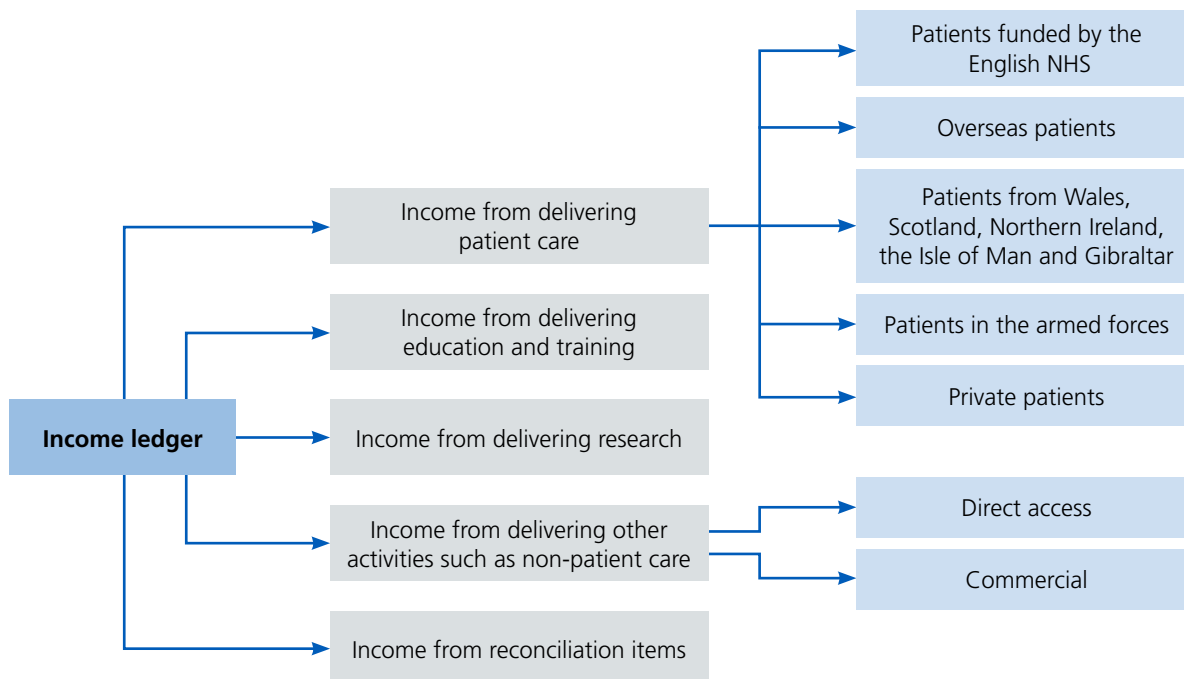 Income ledger
Income from delivering
patient care
Income from delivering
education and training
Income from delivering research
Income from delivering other
activities such as non-patient care
Income from reconciliation items
Patients funded by the
English NHS
Overseas patients
Patients from Wales,
Scotland, Northern Ireland,
the Isle of Man and Gibraltar
Patients in the armed forces
Private patients
Direct access
Commercial